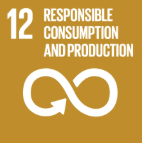 12 RESPONSIBLE
CONSUMPTION
AND PRODUCTION